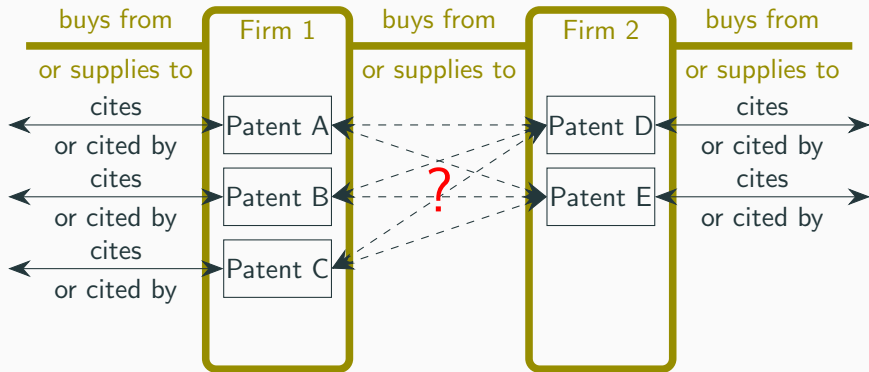 buys from
Firm 1
buys from
Firm 2
buys from
or supplies to
or supplies to
or supplies to
cites
Patent A
Patent D
cites
or cited by
or cited by
cites
Patent B
?
Patent E
cites
or cited by
or cited by
cites
Patent C
or cited by